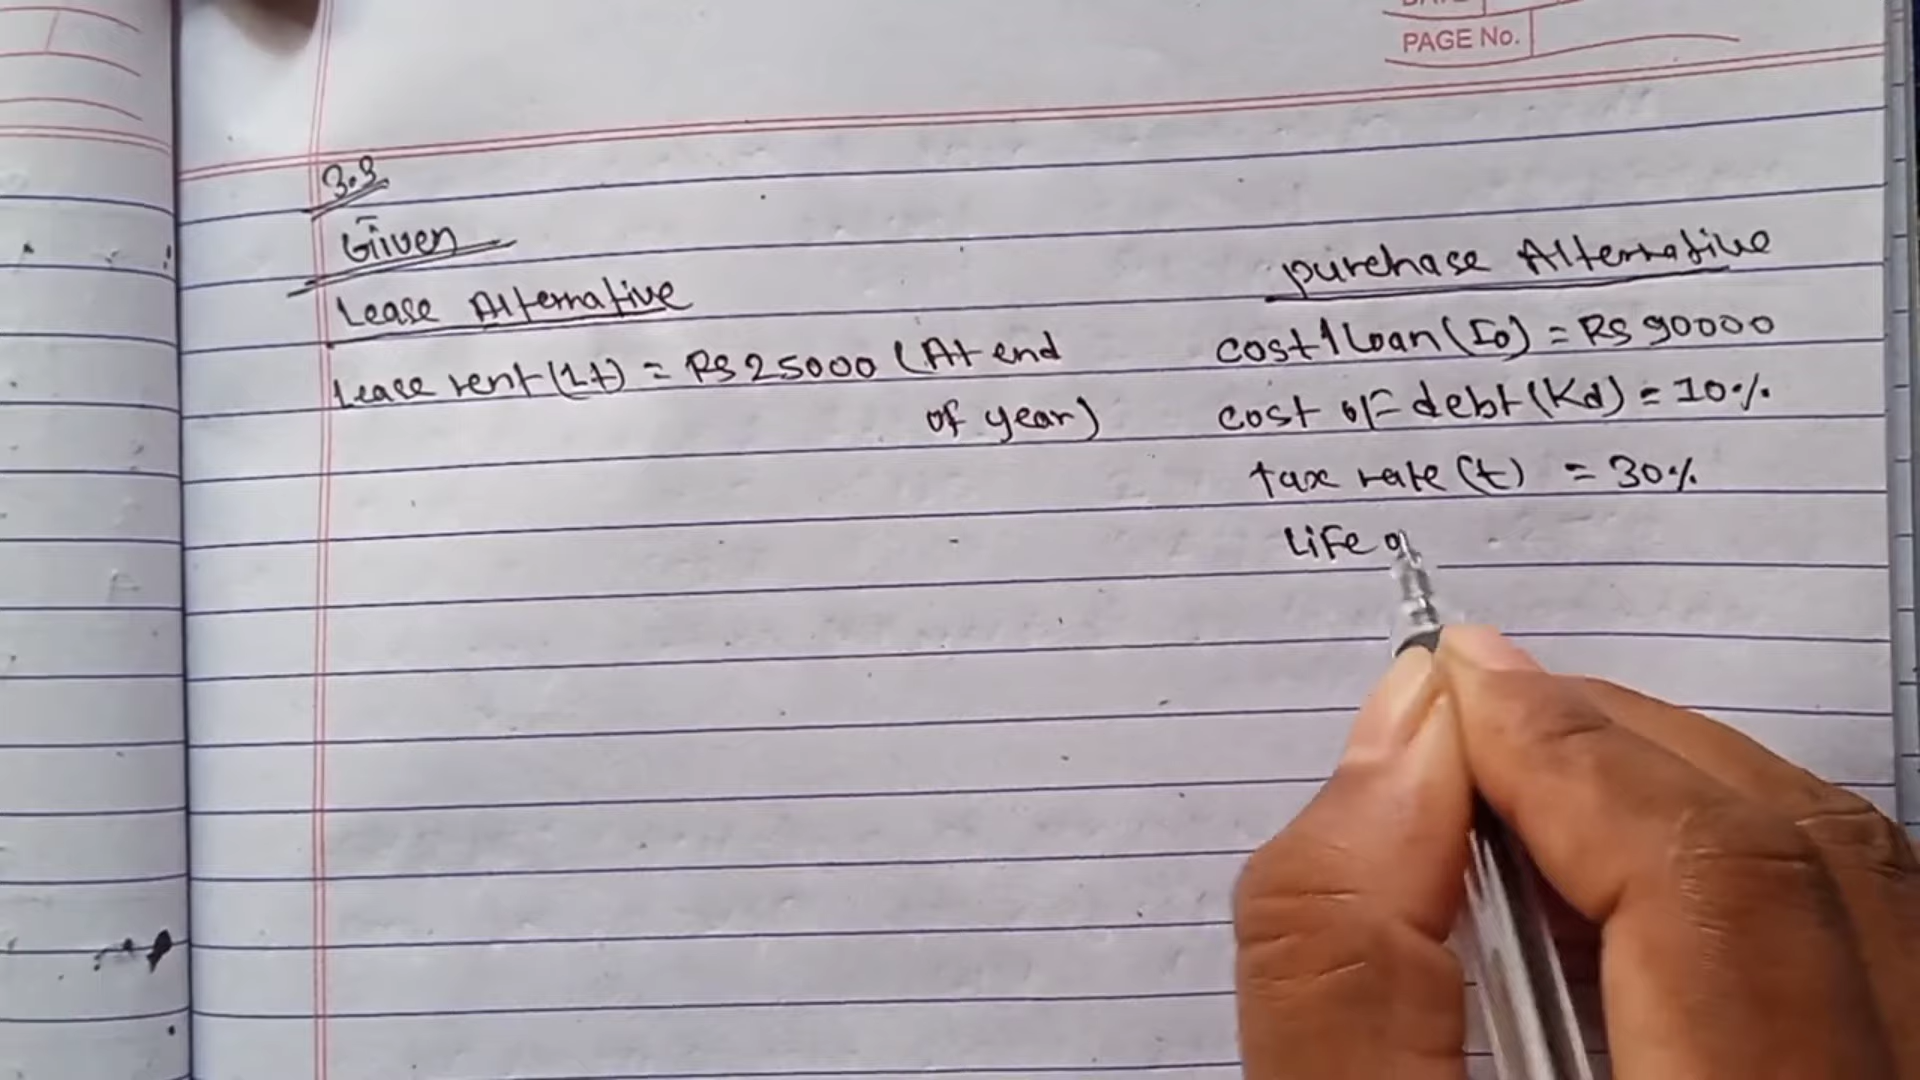 PAGE No.
3.3
Given
Lease Alternative
Lease rent (Lt) = RS 25000 (At end
of year)
purchase Alternative
cost/Loan (I0) = RS 90000
cost of debt (Kd) = 10%
tax rate (t) = 30%
Life o